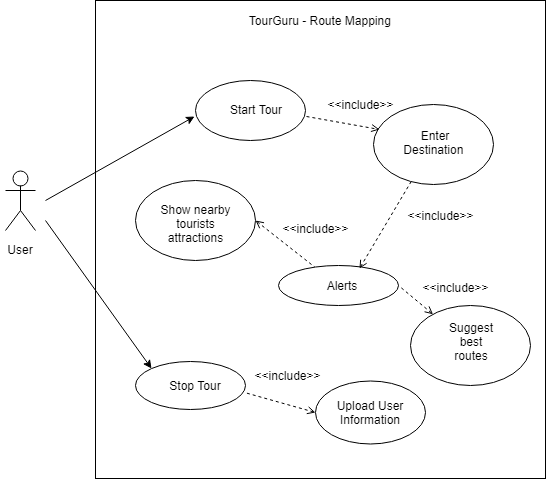 TourGuru - Route Mapping
Start Tour
<<include>>
Enter
Destination
User
Show nearby
tourists
attractions
<<include>>
<<include>>
Alerts
<<include>>
Suggest
best
routes
Stop Tour
<<include>>
Upload User
Information